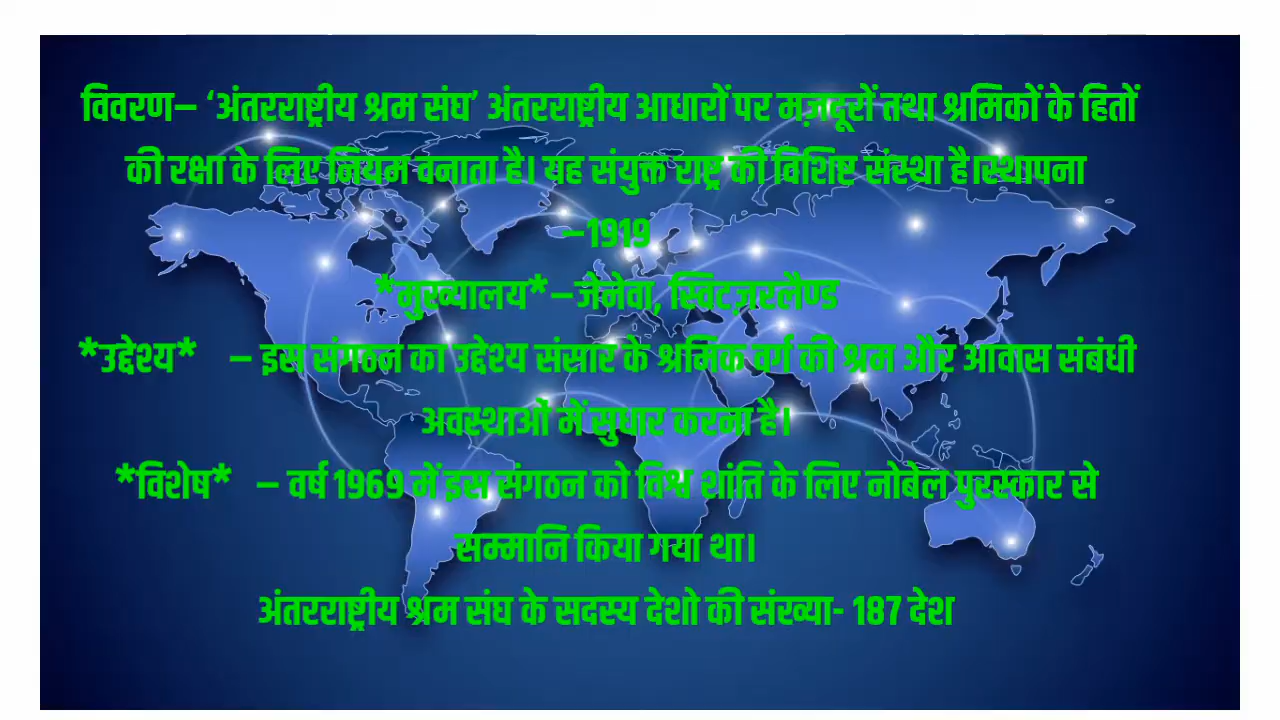 विवरण– ‘अंतरराष्ट्रीय श्रम संघ’ अंतरराष्ट्रीय आधारों पर मज़दूरों तथा श्रमिकों के हितों
की रक्षा के लिए नियम बनाता है। यह संयुक्त राष्ट्र की विशिष्ट संस्था है।स्थापना
–1919
*मुख्यालय* –जेनेवा, स्विटज़रलैण्ड
*उद्देश्य* – इस संगठन का उद्देश्य संसार के श्रमिक वर्ग की श्रम और आवास संबंधी
अवस्थाओं में सुधार करना है।
*विशेष* – वर्ष 1969 में इस संगठन को विश्व शांति के लिए नोबेल पुरस्कार से
सम्मानि किया गया था।
अंतरराष्ट्रीय श्रम संघ के सदस्य देशो की संख्या- 187 देश